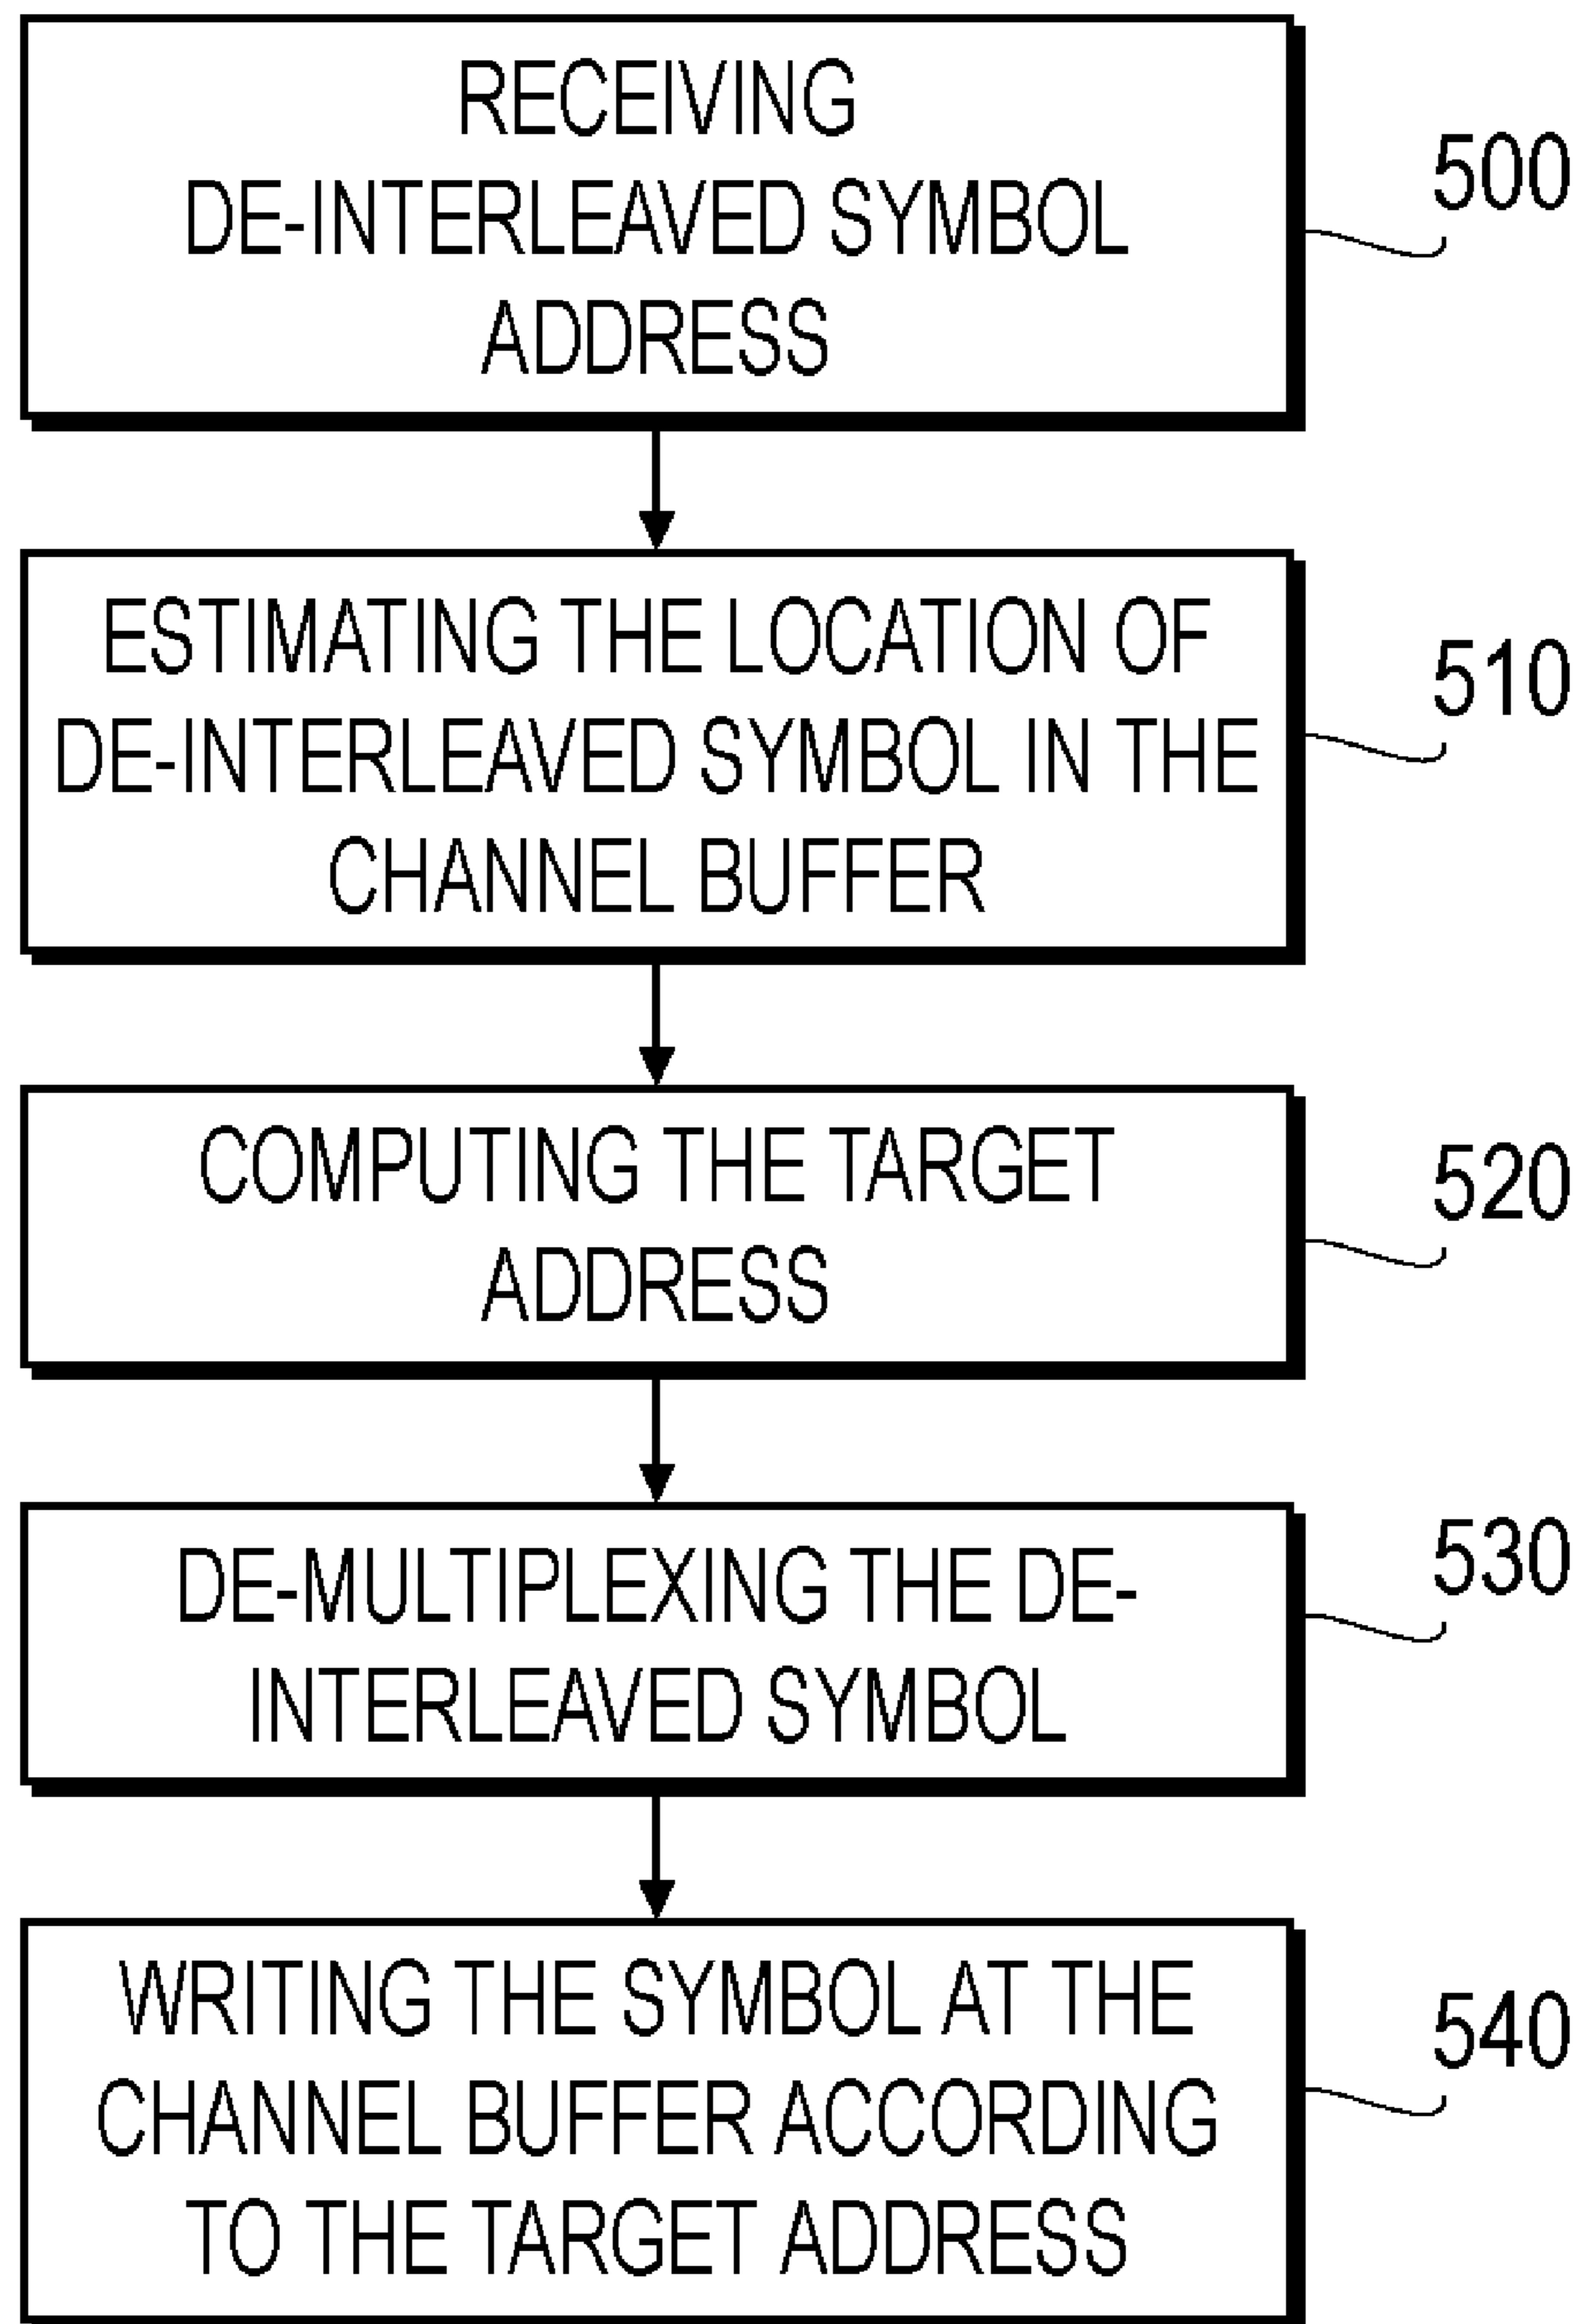 RECEIVING
DE-INTERLEAVED SYMBOL
ADDRESS
500
ESTIMATING THE LOCATION OF
DE-INTERLEAVED SYMBOL IN THE
CHANNEL BUFFER
510
COMPUTING THE TARGET
ADDRESS
520
DE-MULTIPLEXING THE DE-
INTERLEAVED SYMBOL
530
WRITING THE SYMBOL AT THE
CHANNEL BUFFER ACCORDING
TO THE TARGET ADDRESS
540